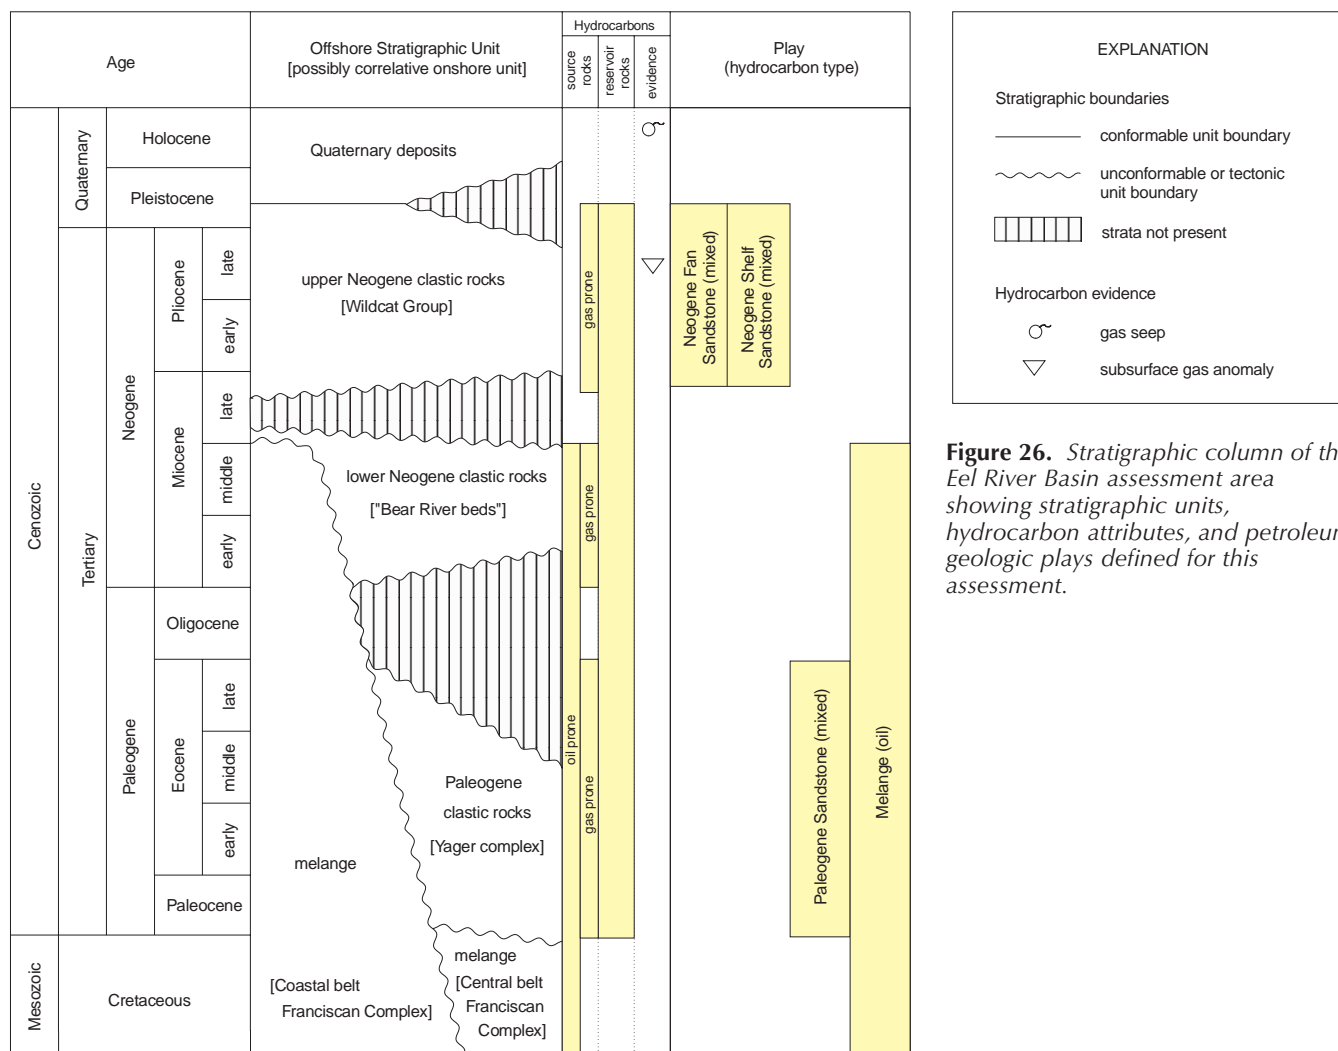 Age
Offshore Stratigraphic Unit
[possibly correlative onshore unit]
Hydrocarbons
source
rocks
reservoir
rocks
evidence
Play
(hydrocarbon type)
Cenozoic
Mesozoic
Quaternary
Tertiary
Holocene
Pleistocene
Neogene
Paleogene
Pliocene
late
early
Miocene
late
middle
early
Oligocene
Eocene
late
middle
early
Paleocene
Cretaceous
Quaternary deposits
upper Neogene clastic rocks
[Wildcat Group]
lower Neogene clastic rocks
["Bear River beds"]
Paleogene
clastic rocks
[Yager complex]
melange
[Coastal belt
Franciscan Complex]
melange
[Central belt
Franciscan
Complex]
oil prone
gas prone
gas prone
gas prone
Neogene Fan
Sandstone (mixed)
Neogene Shelf
Sandstone (mixed)
Paleogene Sandstone (mixed)
Melange (oil)
EXPLANATION
Stratigraphic boundaries
conformable unit boundary
unconformable or tectonic
unit boundary
strata not present
Hydrocarbon evidence
gas seep
subsurface gas anomaly
Figure 26. Stratigraphic column of th
Eel River Basin assessment area
showing stratigraphic units,
hydrocarbon attributes, and petroleu
geologic plays defined for this
assessment.